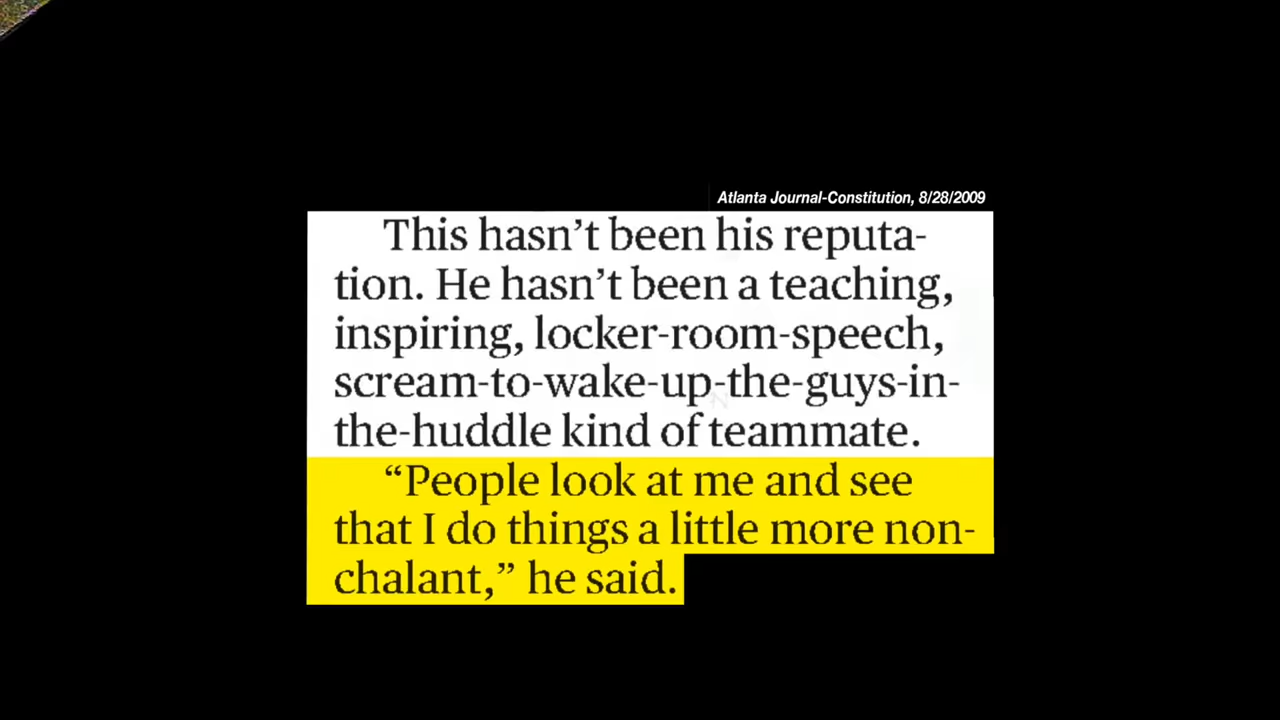 Atlanta Journal-Constitution, 8/28/2009
This hasn’t been his reputa-
tion. He hasn’t been a teaching,
inspiring, locker-room-speech,
scream-to-wake-up-the-guys-in-
the-huddle kind of teammate.
“People look at me and see
that I do things a little more non-
chalant,” he said.